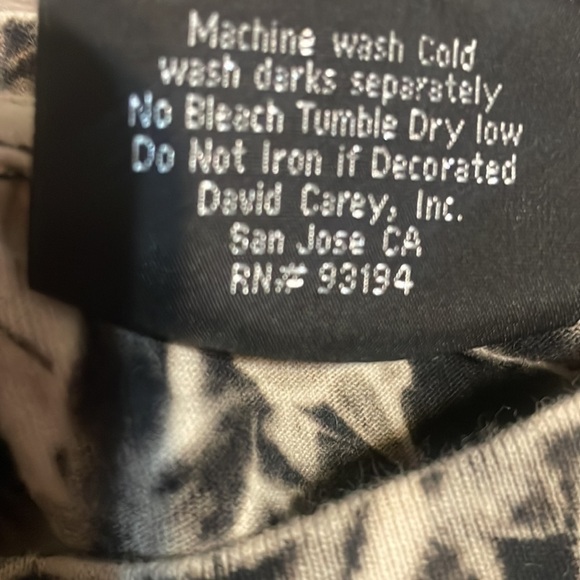 Machine wash Cold
wash darks separately
No Bleach Tumble Dry low
Do Not Iron if Decorated
David Carey, Inc.
San Jose CA
RN# 93194